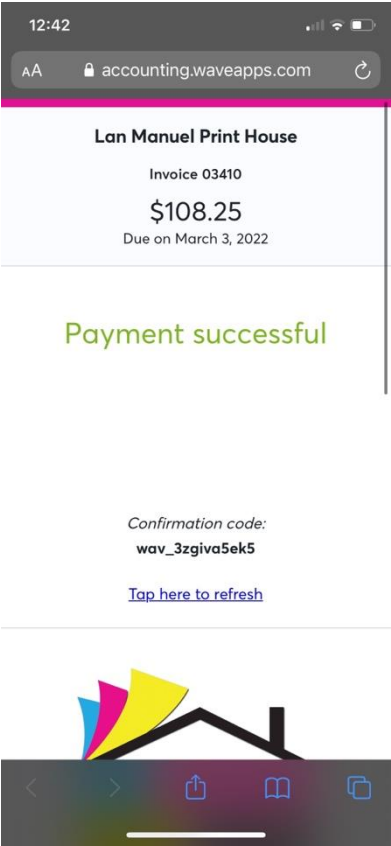 12:42
AA accounting.waveapps.com
Lan Manuel Print House
Invoice 03410
$108.25
Due on March 3, 2022
Payment successful
Confirmation code:
wav_3zgiva5ek5
Tap here to refresh